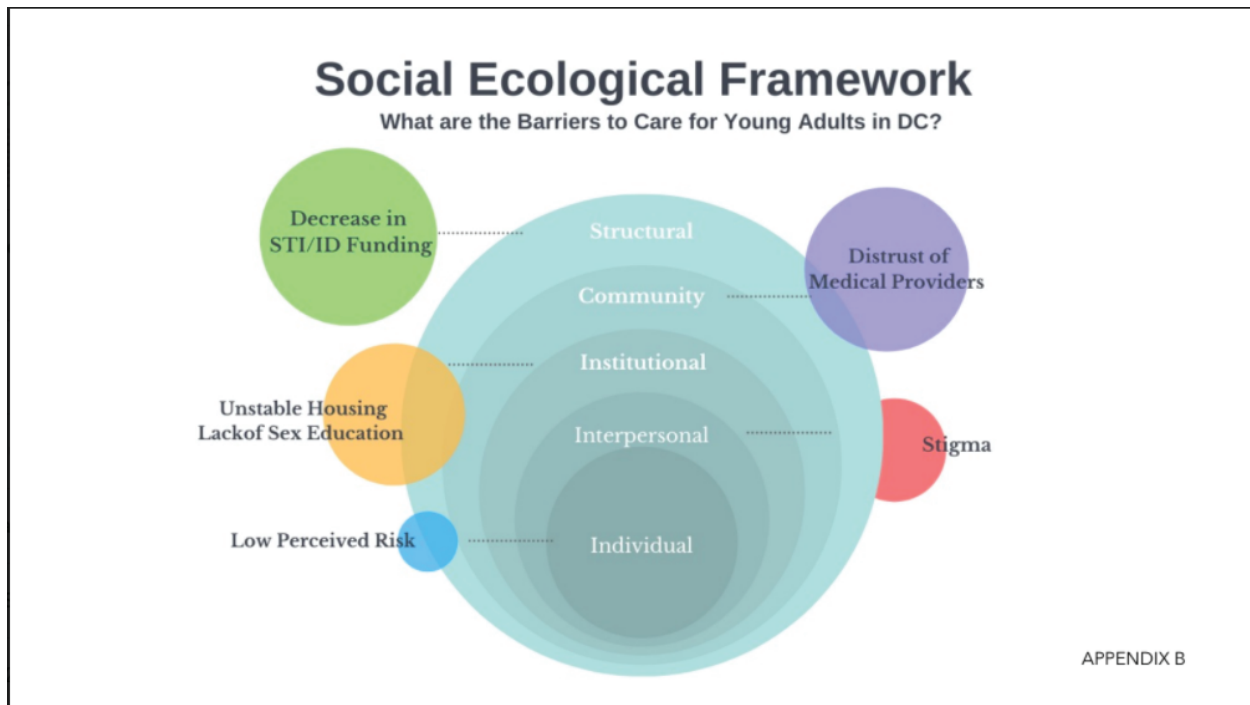 Social Ecological Framework
What are the Barriers to Care for Young Adults in DC?
Decrease in
STI/ID Funding
Structural
Distrust of
Medical Providers
Community
Institutional
Unstable Housing
Lackof Sex Education
Interpersonal
Stigma
Low Perceived Risk
Individual
APPENDIX B